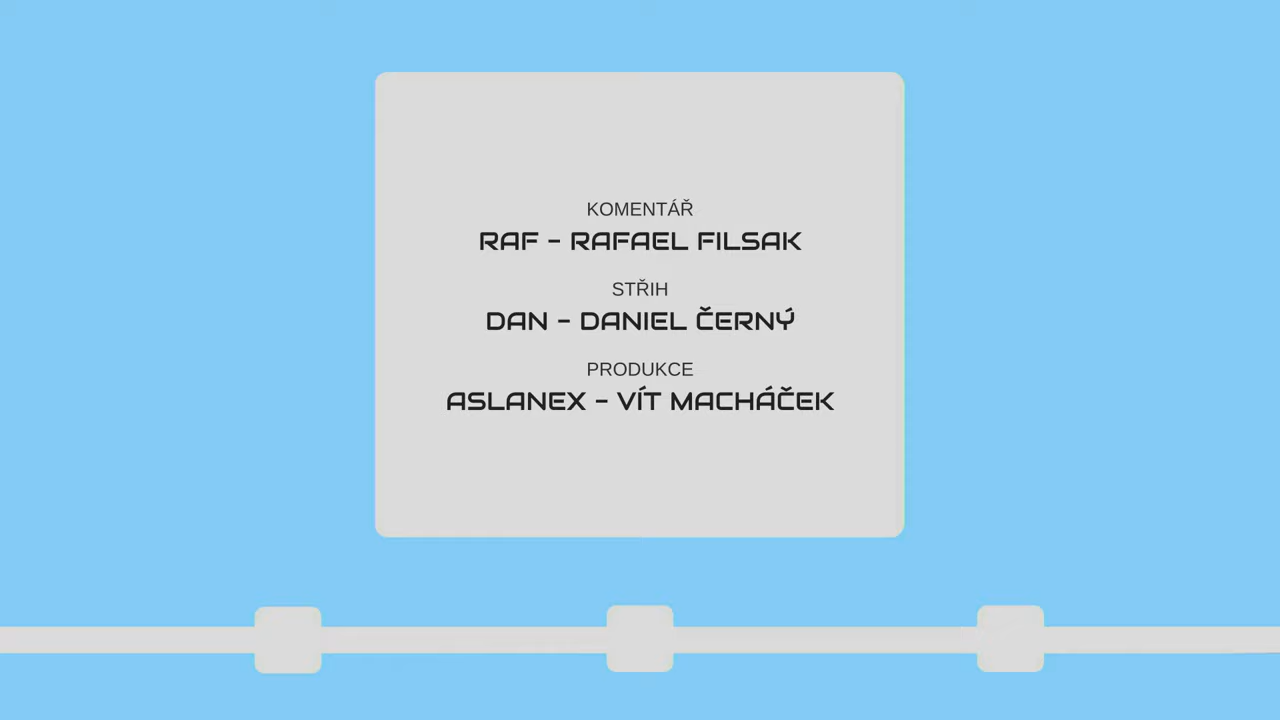 KOMENTÁŘ
RAF - RAFAEL FILSAK
STŘIH
DAN - DANIEL ČERNÝ
PRODUKCE
ASLANEX - VÍT MACHÁČEK